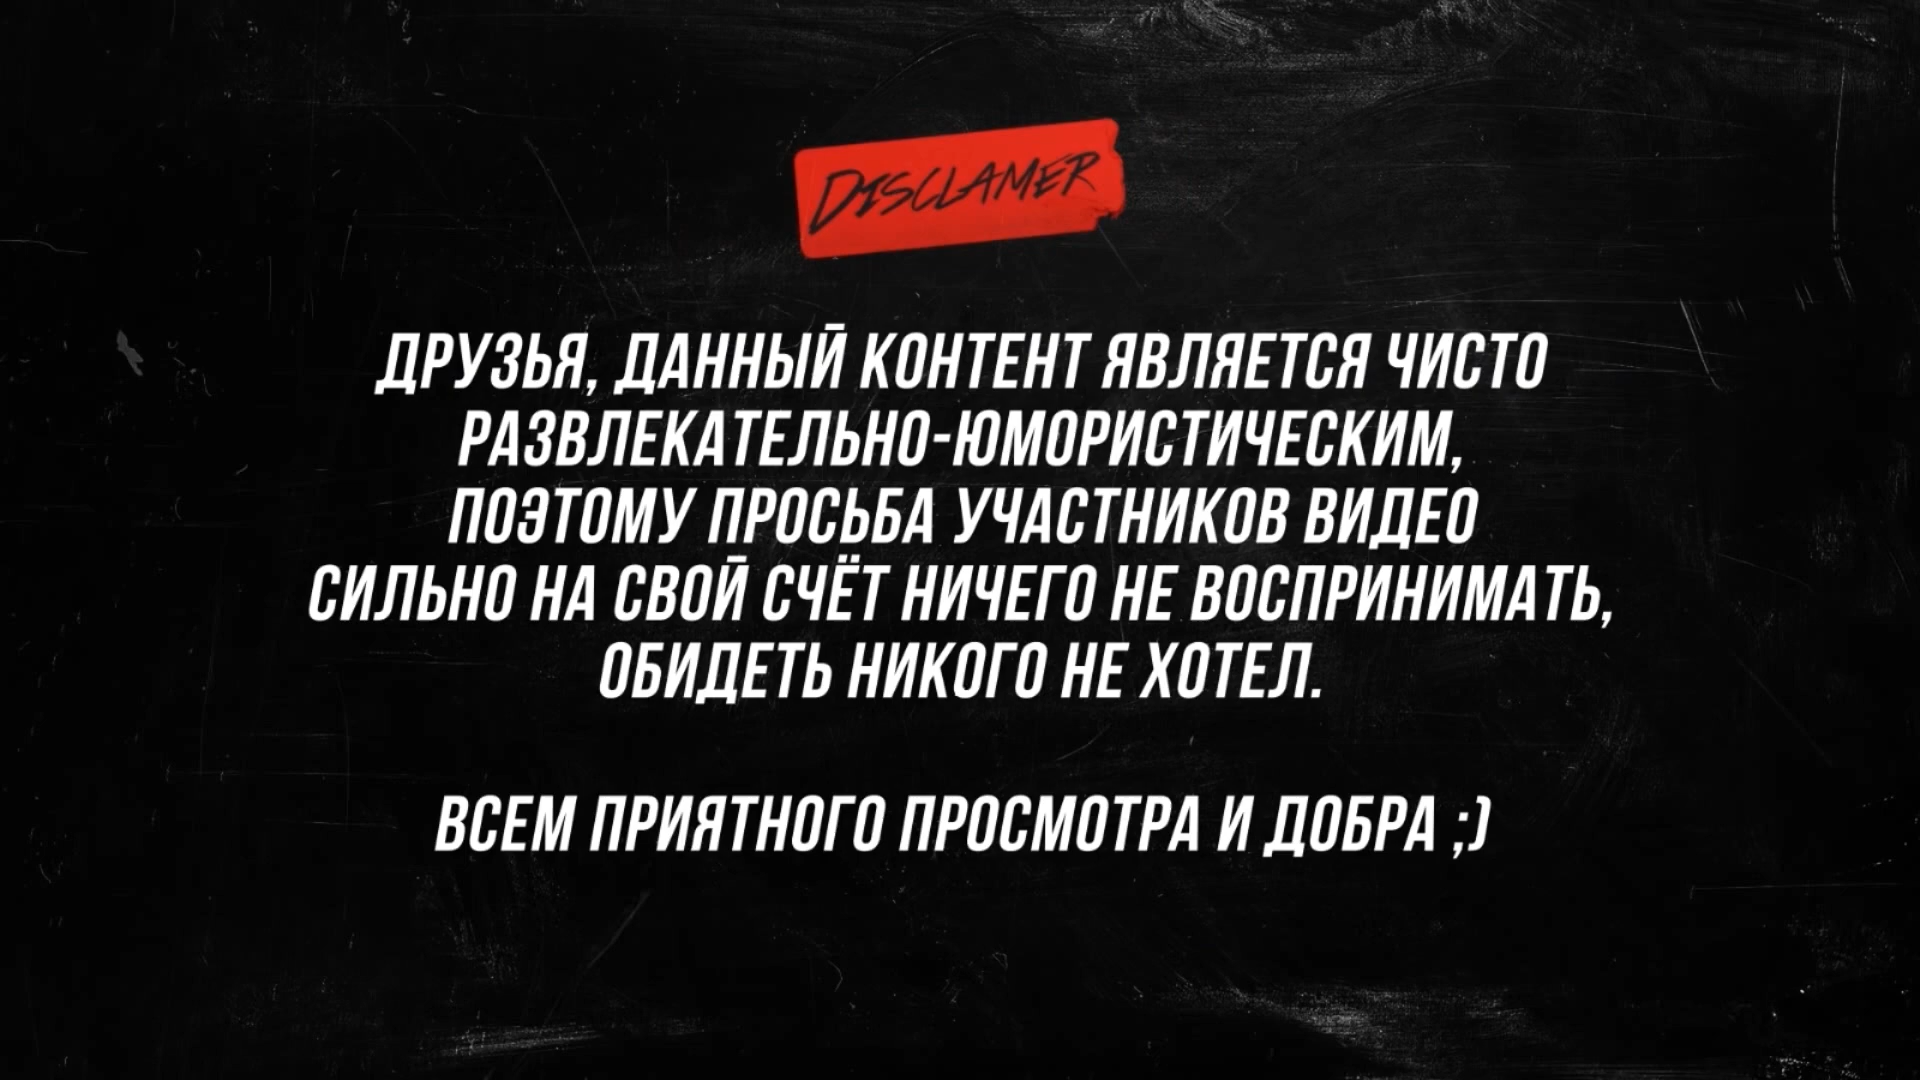 DISCLAMER
ДРУЗЬЯ, ДАННЫЙ КОНТЕНТ ЯВЛЯЕТСЯ ЧИСТО
РАЗВЛЕКАТЕЛЬНО-ЮМОРИСТИЧЕСКИМ,
ПОЭТОМУ ПРОСЬБА УЧАСТНИКОВ ВИДЕО
СИЛЬНО НА СВОЙ СЧЁТ НИЧЕГО НЕ ВОСПРИНИМАТЬ,
ОБИДЕТЬ НИКОГО НЕ ХОТЕЛ.
ВСЕМ ПРИЯТНОГО ПРОСМОТРА И ДОБРА ;)